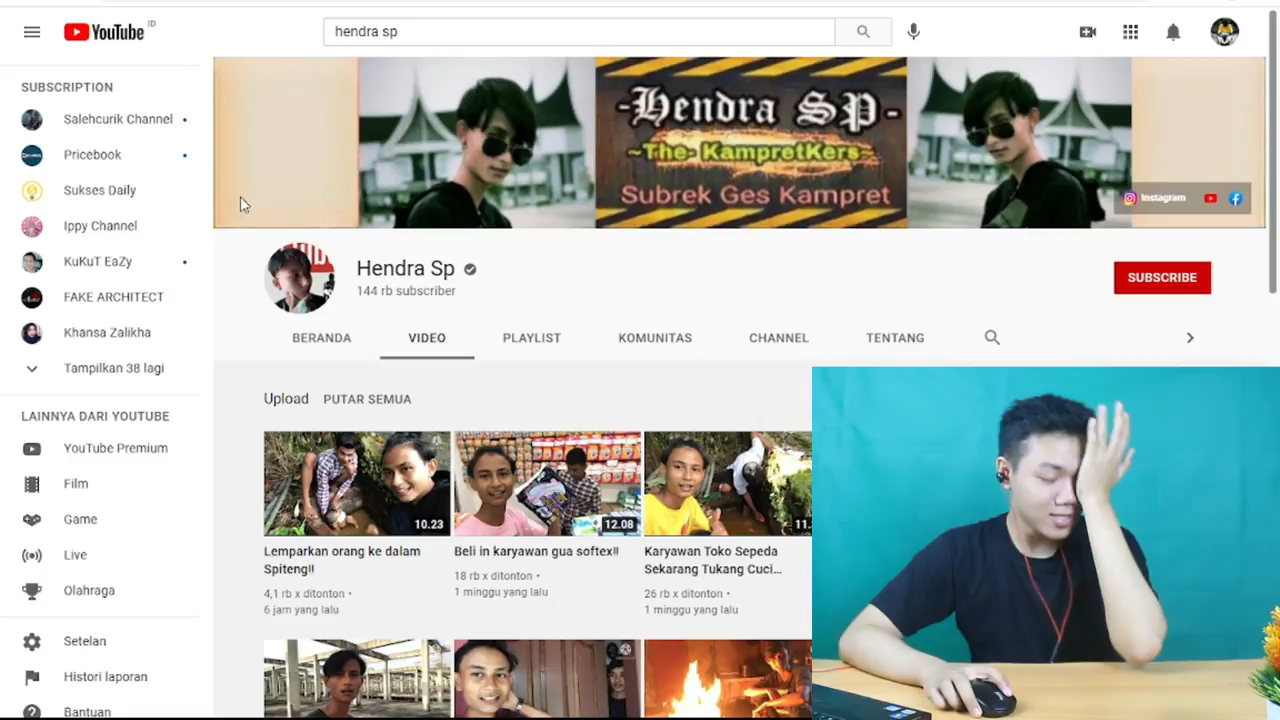 YouTube ID
hendra sp
SUBSCRIPTION
Salehcurik Channel
Pricebook
Sukses Daily
Ippy Channel
KuKuT EaZy
FAKE ARCHITECT
Khansa Zalikha
Tampilkan 38 lagi
LAINNYA DARI YOUTUBE
YouTube Premium
Film
Game
Live
Olahraga
Setelan
Histori laporan
Bantuan
-Hendra SP-
~The- KampretKers~
Subrek Ges Kampret
Instagram
Hendra Sp
144 rb subscriber
SUBSCRIBE
BERANDA
VIDEO
PLAYLIST
KOMUNITAS
CHANNEL
TENTANG
Upload
PUTAR SEMUA
10.23
Lemparkan orang ke dalam
Spiteng!!
4,1 rb x ditonton •
6 jam yang lalu
12.08
Beli in karyawan gua softex!!
18 rb x ditonton •
1 minggu yang lalu
11.
Karyawan Toko Sepeda
Sekarang Tukang Cuci...
26 rb x ditonton •
1 minggu yang lalu